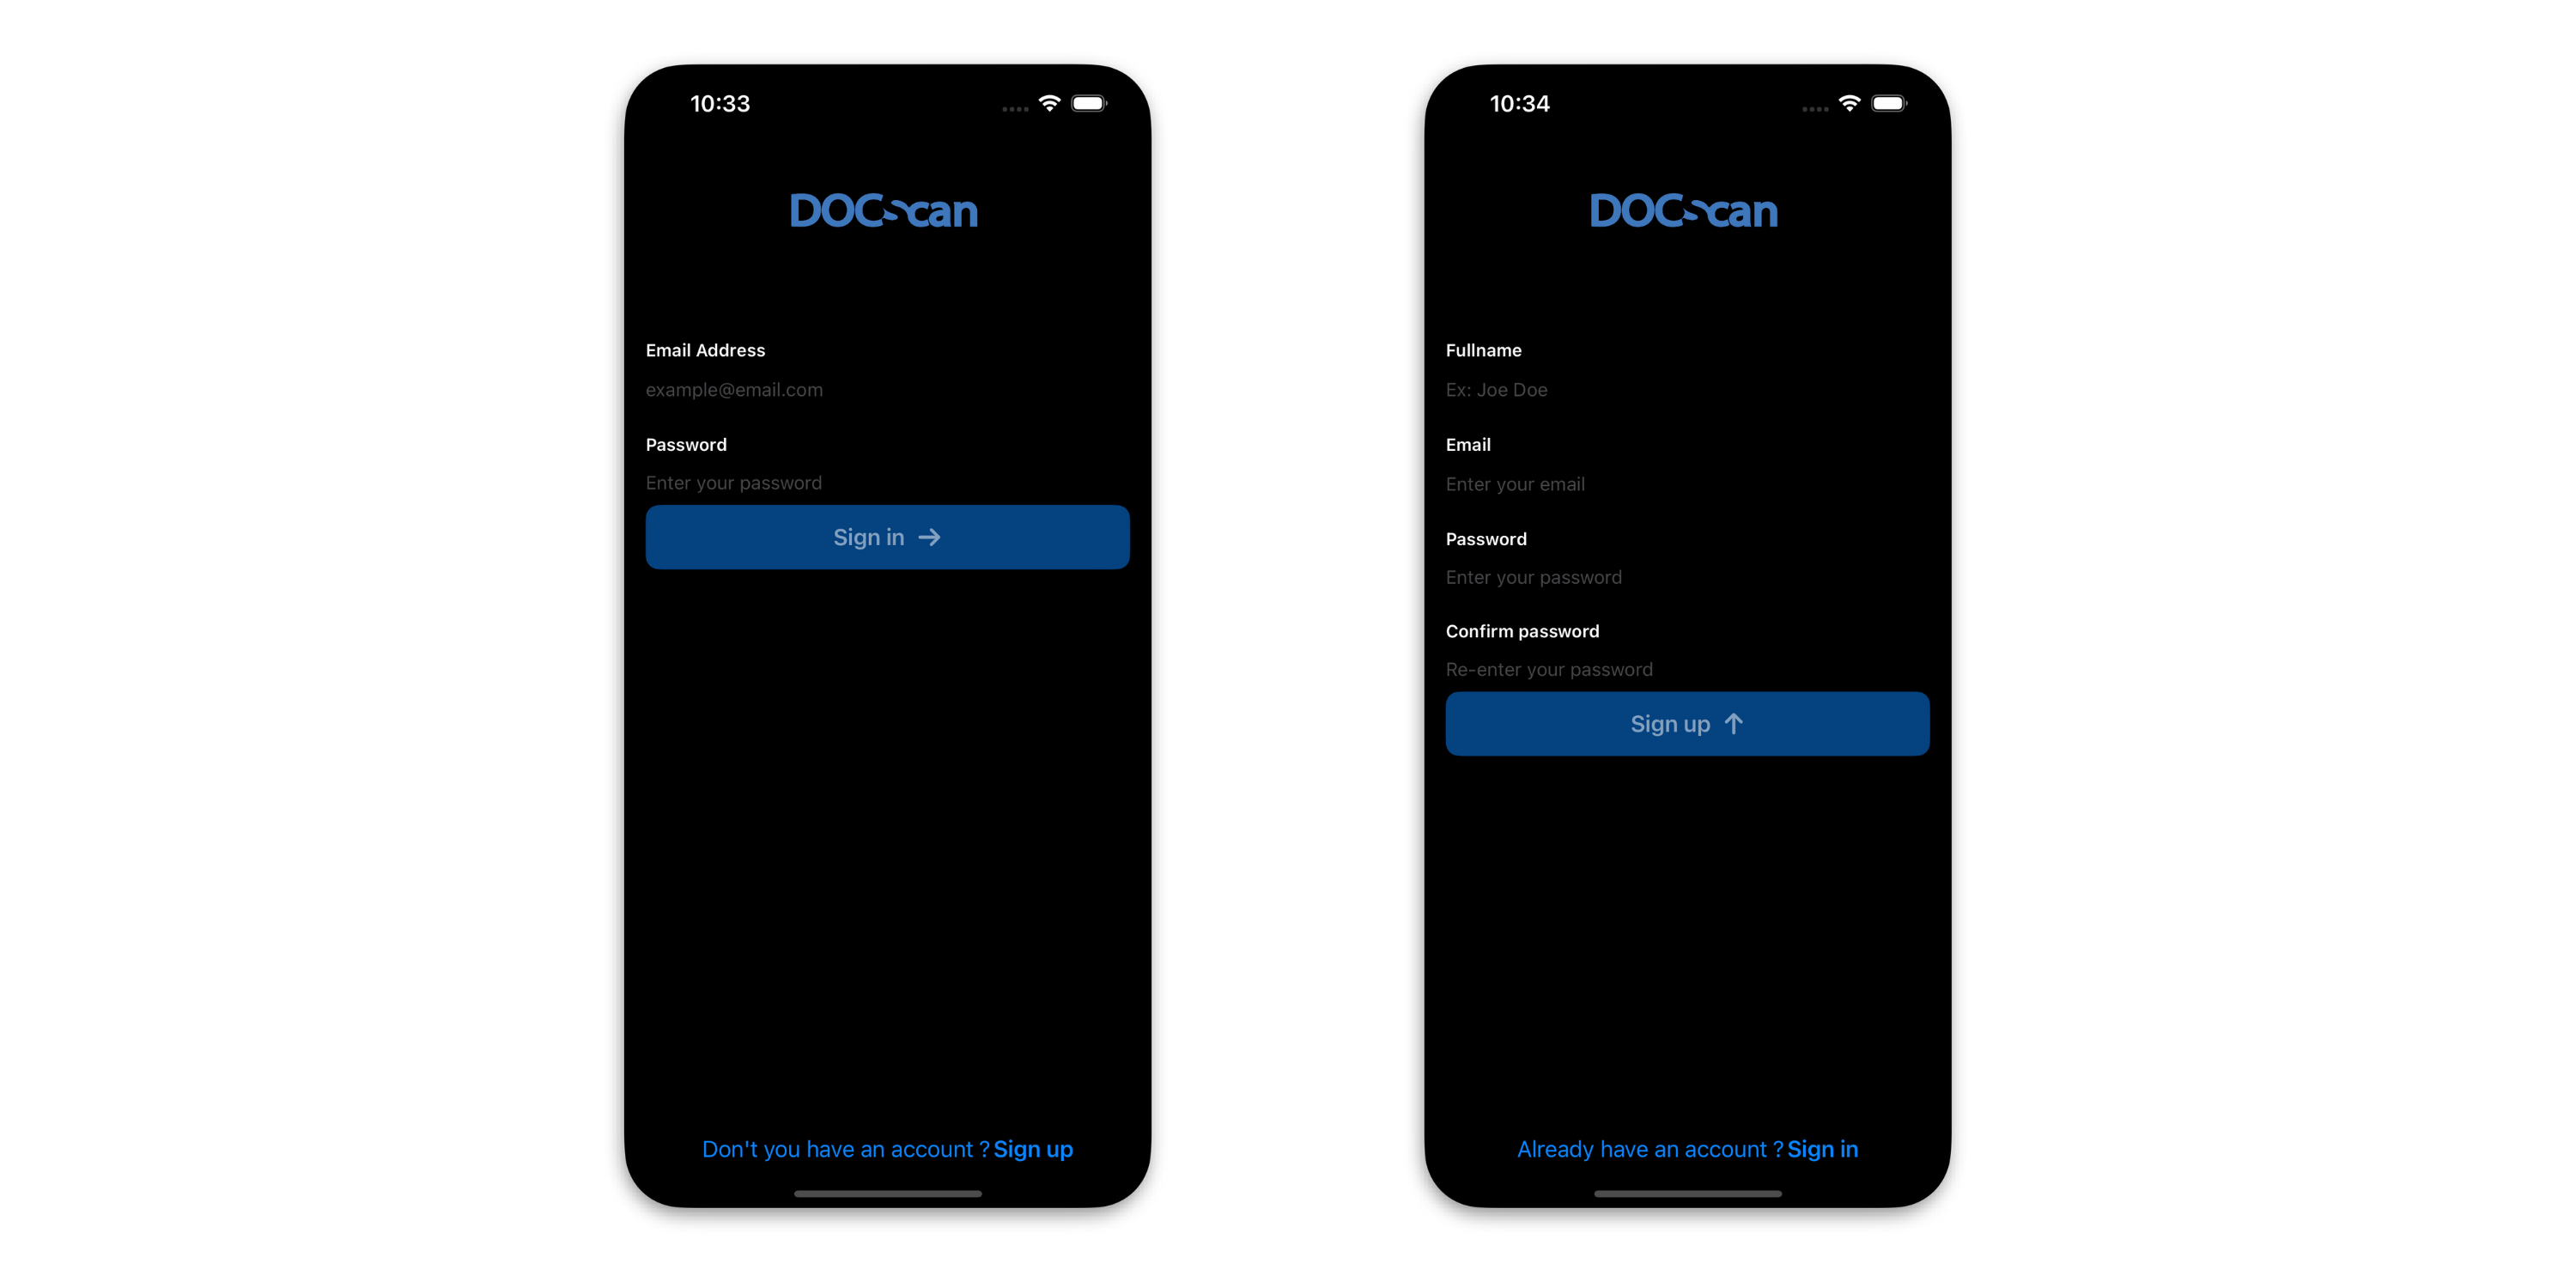 10:33
DOCScan
Email Address
example@email.com
Password
Enter your password
Sign in →
Don't you have an account ? Sign up
10:34
DOCScan
Fullname
Ex: Joe Doe
Email
Enter your email
Password
Enter your password
Confirm password
Re-enter your password
Sign up ↑
Already have an account ? Sign in